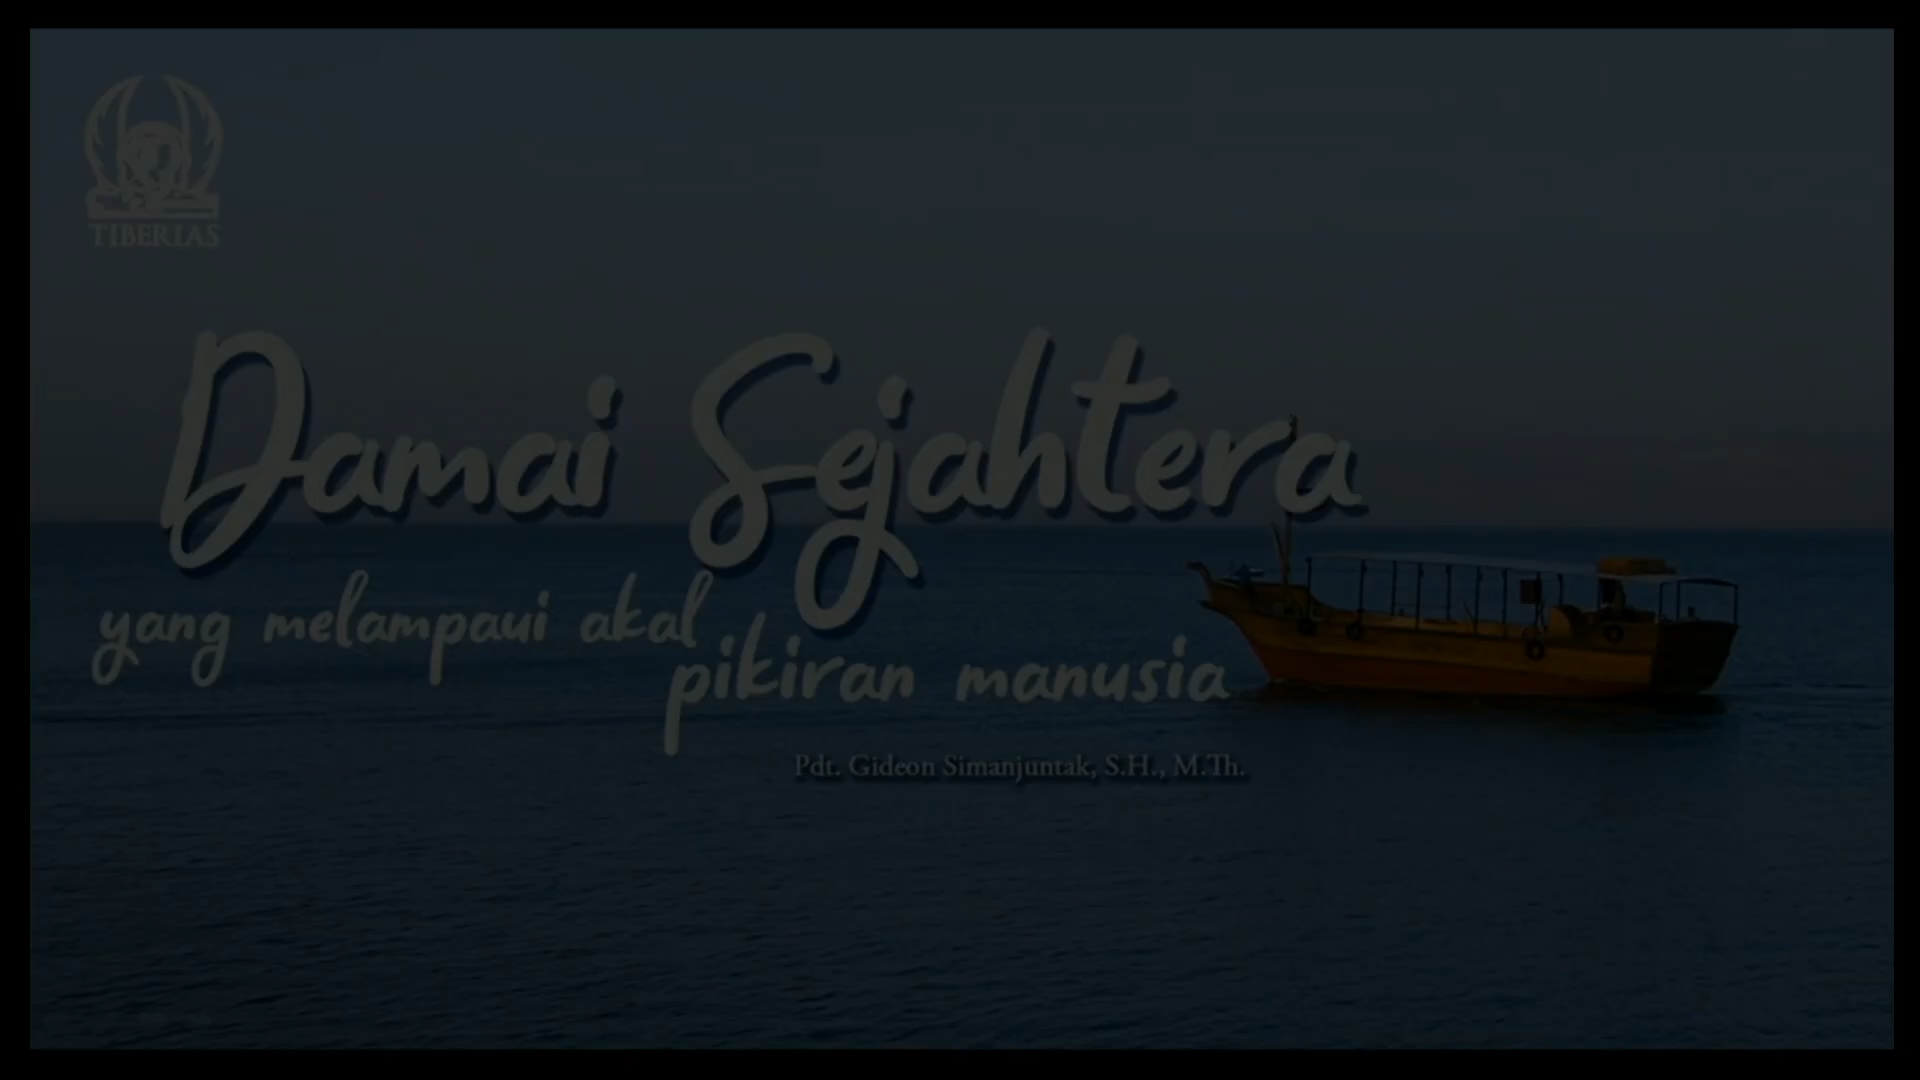 TIBERIAS
Damai Sejahtera
yang melampaui akal
pikiran manusia
Pdt. Gideon Simanjuntak, S.H., M.Th.